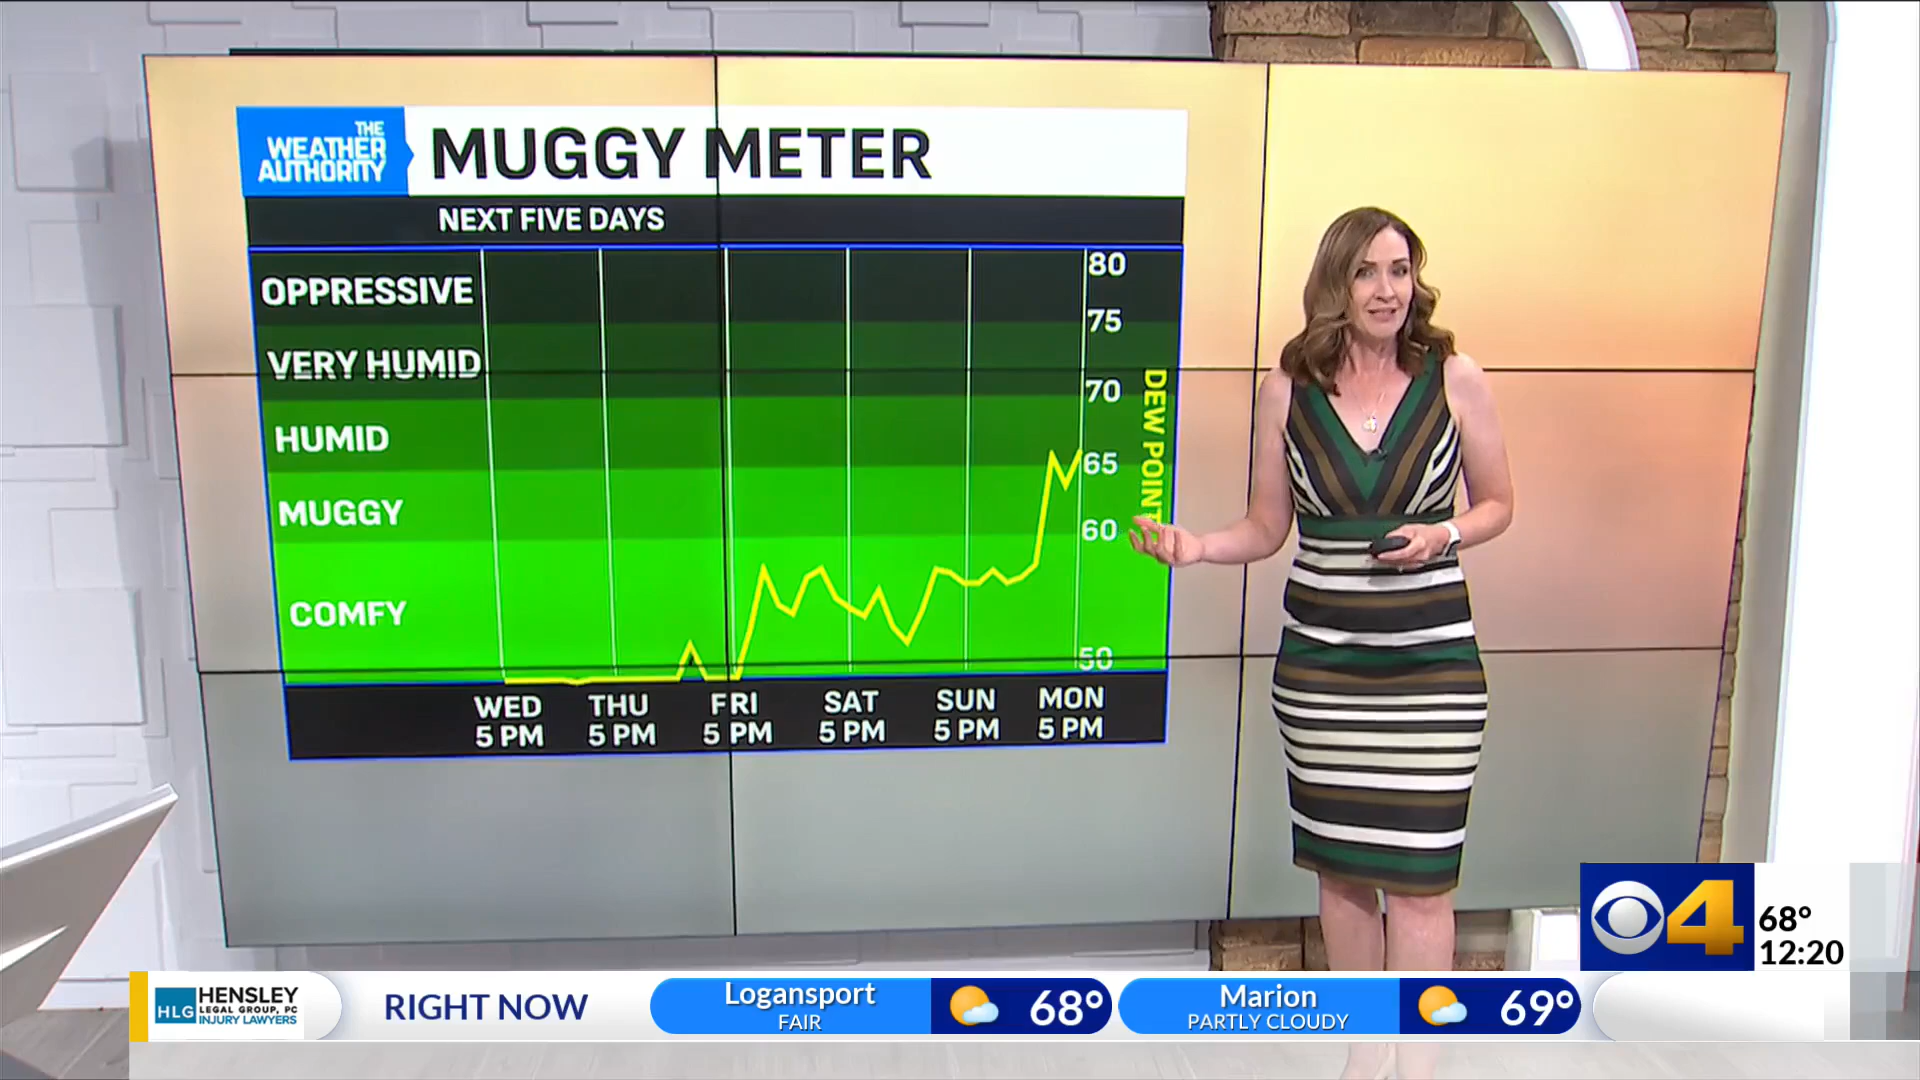 THE
WEATHER
AUTHORITY
MUGGY METER
NEXT FIVE DAYS
OPPRESSIVE
VERY HUMID
HUMID
MUGGY
COMFY
80
75
70
65
60
50
DEW POINT
WED
5 PM
THU
5 PM
FRI
5 PM
SAT
5 PM
SUN
5 PM
MON
5 PM
4
68°
12:20
HLG
HENSLEY
LEGAL GROUP, PC
INJURY LAWYERS
RIGHT NOW
Logansport
FAIR
68°
Marion
PARTLY CLOUDY
69°